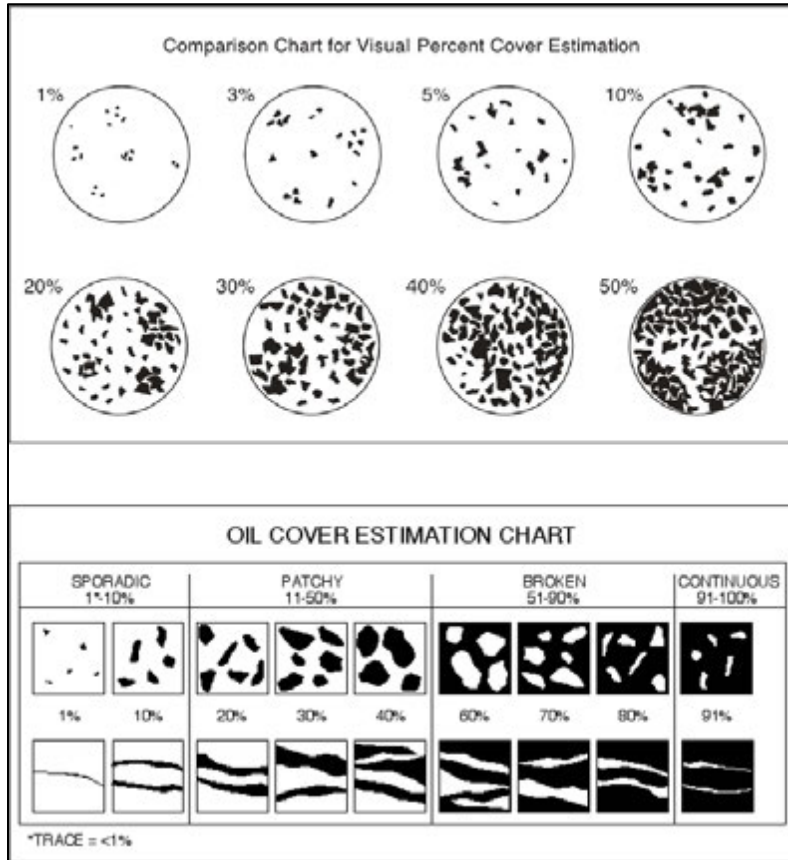 Comparison Chart for Visual Percent Cover Estimation
1% 3% 5% 10%
20% 30% 40% 50%
OIL COVER ESTIMATION CHART
SPORADIC PATCHY BROKEN CONTINUOUS
1*-10% 11-50% 51-90% 91-100%
1% 10% 20% 30% 40% 60% 70% 80% 91%
*TRACE = <1%